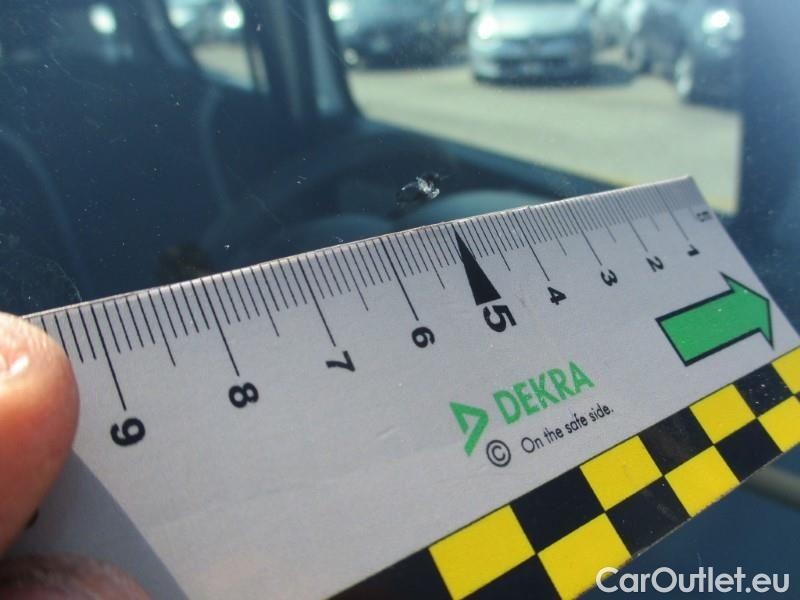 cm
9 8 7 6 5 4 3 2 1
DEKRA
© On the safe side.
CarOutlet.eu